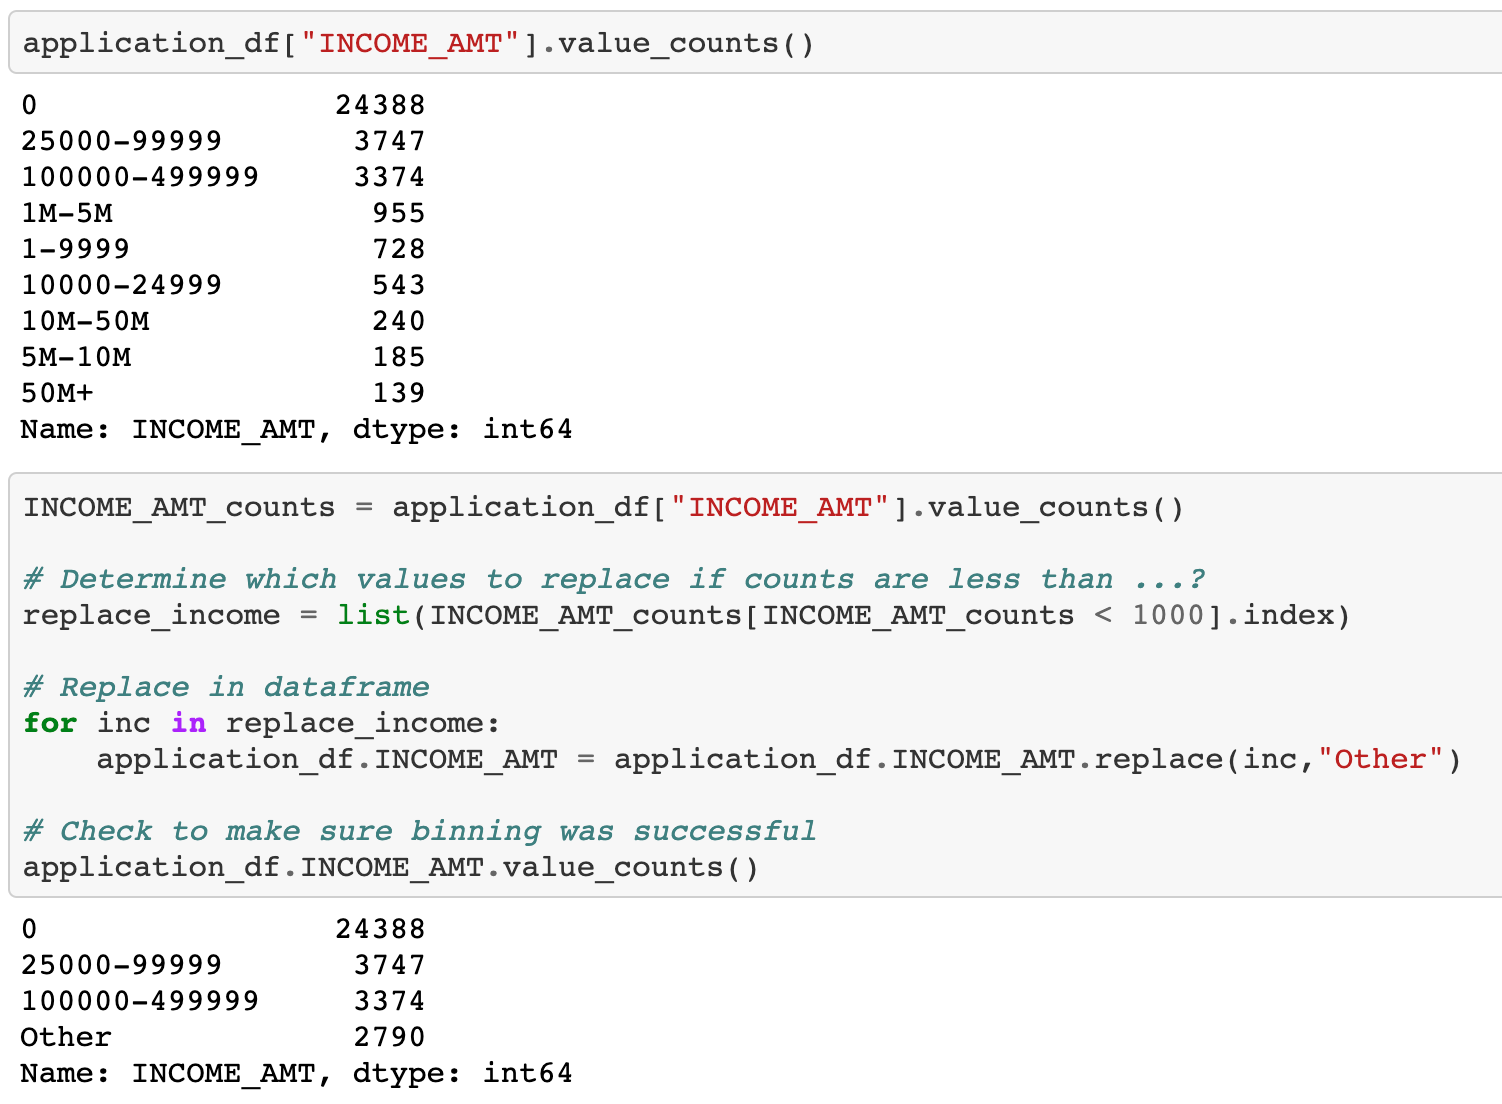 application_df["INCOME_AMT"].value_counts()
0                 24388
25000-99999        3747
100000-499999      3374
1M-5M               955
1-9999              728
10000-24999         543
10M-50M             240
5M-10M              185
50M+                139
Name: INCOME_AMT, dtype: int64
INCOME_AMT_counts = application_df["INCOME_AMT"].value_counts()
# Determine which values to replace if counts are less than ...?
replace_income = list(INCOME_AMT_counts[INCOME_AMT_counts < 1000].index)
# Replace in dataframe
for inc in replace_income:
    application_df.INCOME_AMT = application_df.INCOME_AMT.replace(inc,"Other")
# Check to make sure binning was successful
application_df.INCOME_AMT.value_counts()
0                 24388
25000-99999        3747
100000-499999      3374
Other              2790
Name: INCOME_AMT, dtype: int64